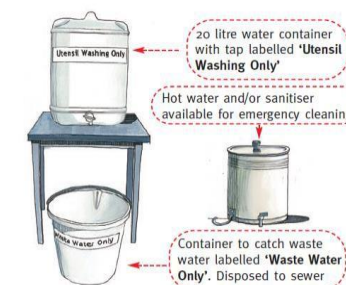 20 litre water container
with tap labelled ‘Utensil
Washing Only’
Utensil Washing Only
Hot water and/or sanitiser
available for emergency cleanin
Waste Water Only
Container to catch waste
water labelled ‘Waste Water
Only’. Disposed to sewer